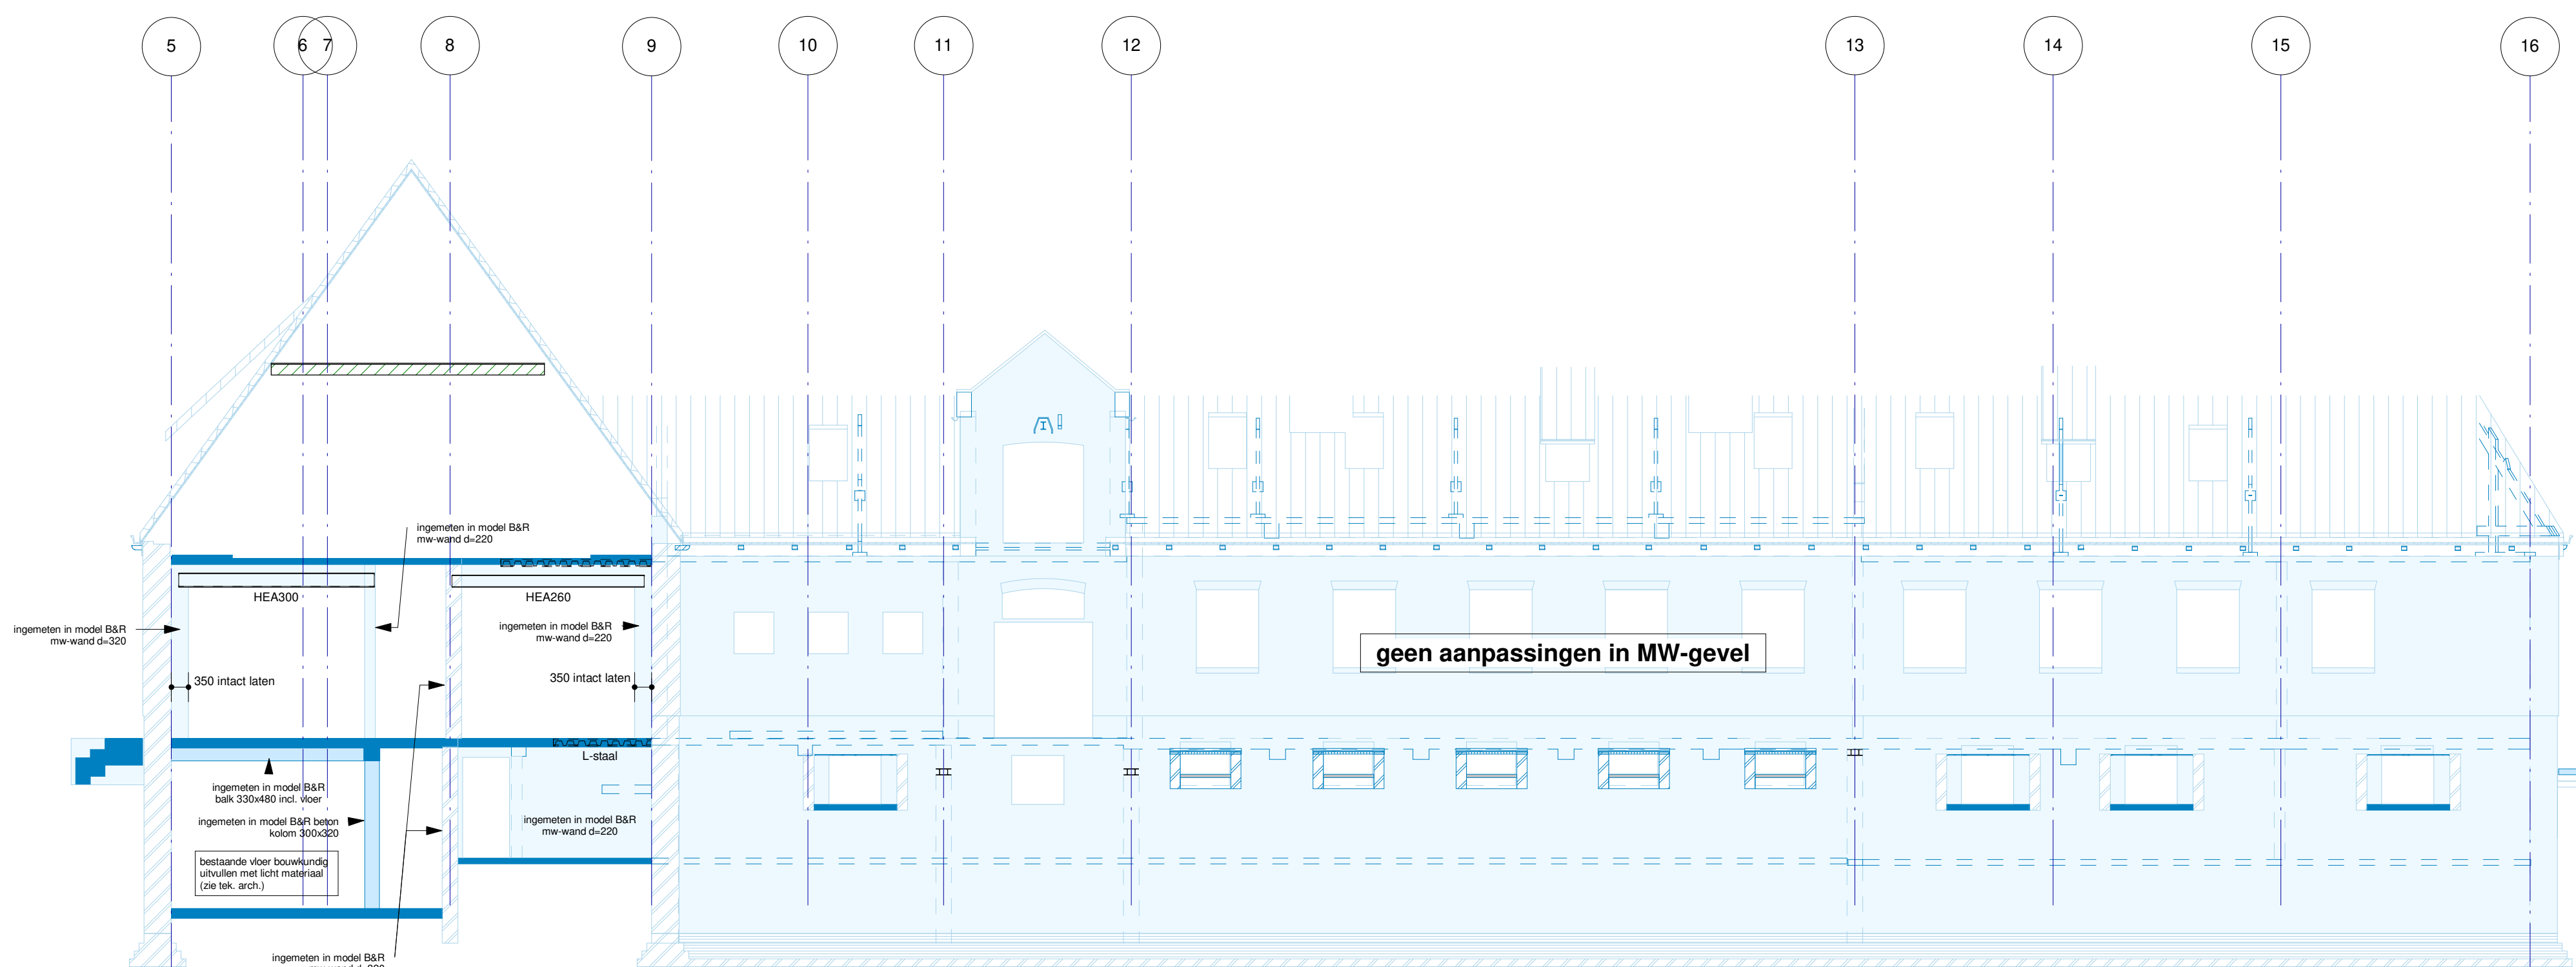 5 6 7 8 9 10 11 12 13 14 15 16
ingemeten in model B&R
mw-wand d=220
HEA300
HEA260
ingemeten in model B&R
mw-wand d=320
ingemeten in model B&R
mw-wand d=220
geen aanpassingen in MW-gevel
350 intact laten
350 intact laten
L-staal
ingemeten in model B&R
balk 330x480 incl. vloer
ingemeten in model B&R beton
kolom 300x320
ingemeten in model B&R
mw-wand d=220
bestaande vloer bouwkundig
uitvullen met licht materiaal
(zie tek. arch.)
ingemeten in model B&R